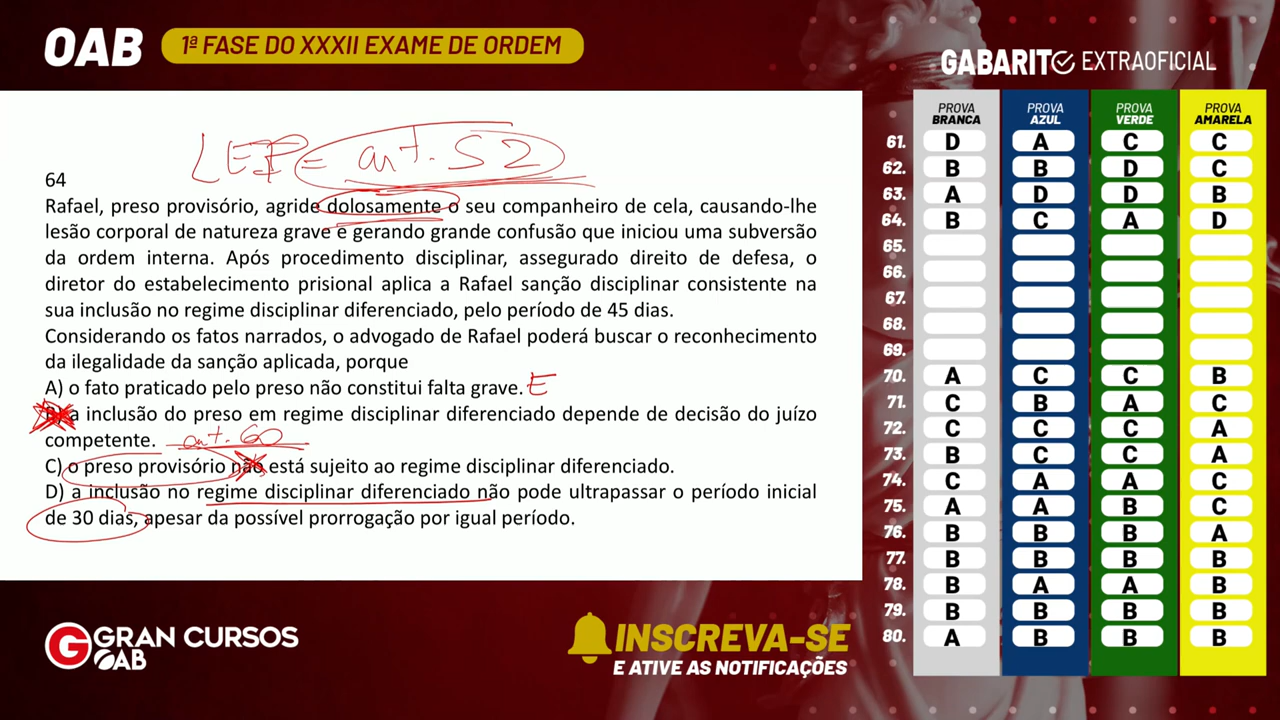 OAB
1ª FASE DO XXXII EXAME DE ORDEM
GABARITO EXTRAOFICIAL
LEP = art. 52
64
Rafael, preso provisório, agride dolosamente o seu companheiro de cela, causando-lhe
lesão corporal de natureza grave e gerando grande confusão que iniciou uma subversão
da ordem interna. Após procedimento disciplinar, assegurado direito de defesa, o
diretor do estabelecimento prisional aplica a Rafael sanção disciplinar consistente na
sua inclusão no regime disciplinar diferenciado, pelo período de 45 dias.
Considerando os fatos narrados, o advogado de Rafael poderá buscar o reconhecimento
da ilegalidade da sanção aplicada, porque
A) o fato praticado pelo preso não constitui falta grave. E
B) a inclusão do preso em regime disciplinar diferenciado depende de decisão do juízo
competente. art. 60
C) o preso provisório não está sujeito ao regime disciplinar diferenciado.
D) a inclusão no regime disciplinar diferenciado não pode ultrapassar o período inicial
de 30 dias, apesar da possível prorrogação por igual período.
PROVA BRANCA PROVA AZUL PROVA VERDE PROVA AMARELA
61. D A C C
62. B B D C
63. A D D B
64. B C A D
65.
66.
67.
68.
69.
70. A C C B
71. C B A C
72. C C C A
73. B C C A
74. C A A C
75. A A B C
76. B B B A
77. B B B B
78. B A A B
79. B B B B
80. A B B B
GRAN CURSOS
OAB
INSCREVA-SE
E ATIVE AS NOTIFICAÇÕES